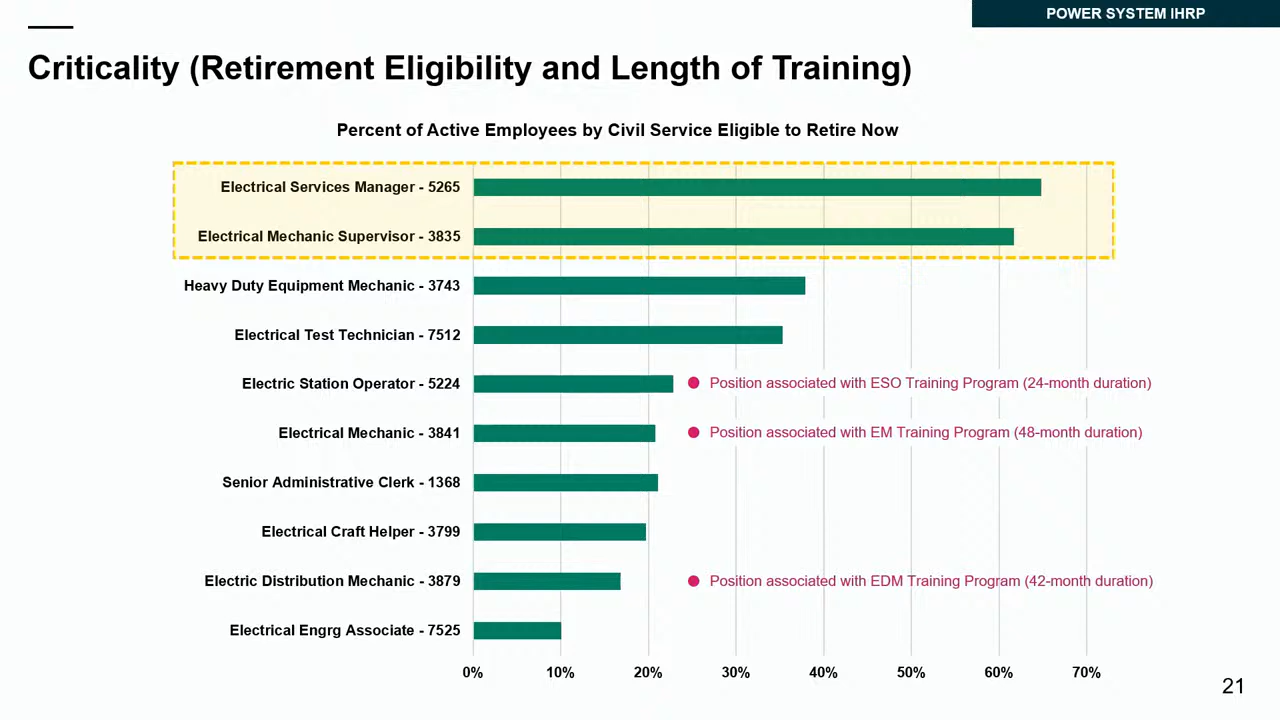 POWER SYSTEM IHRP
Criticality (Retirement Eligibility and Length of Training)
Percent of Active Employees by Civil Service Eligible to Retire Now
Electrical Services Manager - 5265
Electrical Mechanic Supervisor - 3835
Heavy Duty Equipment Mechanic - 3743
Electrical Test Technician - 7512
Electric Station Operator - 5224
Position associated with ESO Training Program (24-month duration)
Electrical Mechanic - 3841
Position associated with EM Training Program (48-month duration)
Senior Administrative Clerk - 1368
Electrical Craft Helper - 3799
Electric Distribution Mechanic - 3879
Position associated with EDM Training Program (42-month duration)
Electrical Engrg Associate - 7525
0% 10% 20% 30% 40% 50% 60% 70%
21